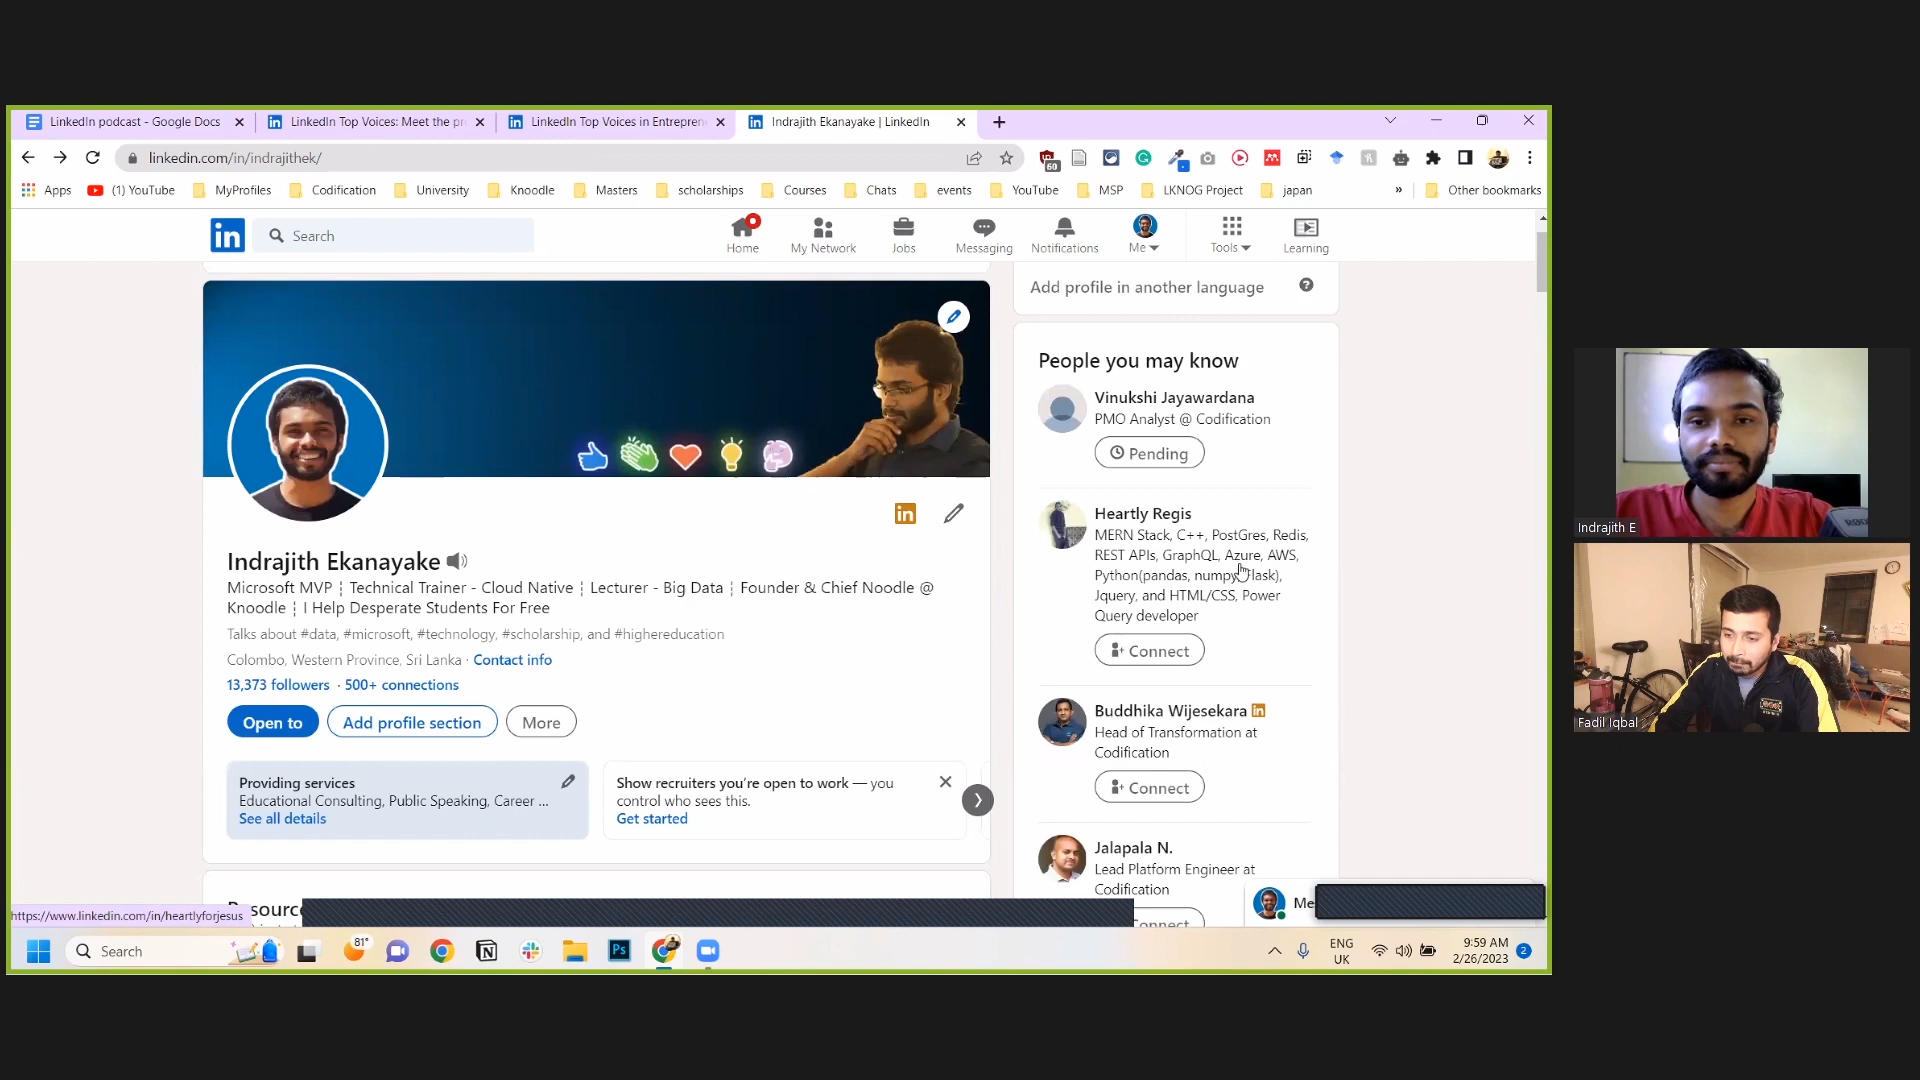 LinkedIn podcast - Google Docs
LinkedIn Top Voices: Meet the pr
LinkedIn Top Voices in Entrepren
Indrajith Ekanayake | LinkedIn
linkedin.com/in/indrajithek/
60
Apps
(1) YouTube
MyProfiles
Codification
University
Knoodle
Masters
scholarships
Courses
Chats
events
YouTube
MSP
LKNOG Project
japan
»
Other bookmarks
in
Search
Home
My Network
Jobs
Messaging
Notifications
Me
Tools
Learning
Add profile in another language
?
in
Indrajith Ekanayake
Microsoft MVP ¦ Technical Trainer - Cloud Native ¦ Lecturer - Big Data ¦ Founder & Chief Noodle @
Knoodle ¦ I Help Desperate Students For Free
Talks about #data, #microsoft, #technology, #scholarship, and #highereducation
Colombo, Western Province, Sri Lanka · Contact info
13,373 followers · 500+ connections
Open to
Add profile section
More
Providing services
Educational Consulting, Public Speaking, Career ...
See all details
Show recruiters you're open to work — you
control who sees this.
Get started
People you may know
Vinukshi Jayawardana
PMO Analyst @ Codification
Pending
Heartly Regis
MERN Stack, C++, PostGres, Redis,
REST APIs, GraphQL, Azure, AWS,
Python(pandas, numpy, flask),
Jquery, and HTML/CSS, Power
Query developer
Connect
Buddhika Wijesekara in
Head of Transformation at
Codification
Connect
Jalapala N.
Lead Platform Engineer at
Codification
Connect
Me
https://www.linkedin.com/in/heartlyforjesus
Search
81°
Ps
ENG
UK
9:59 AM
2/26/2023
2
Indrajith E
Fadil Iqbal